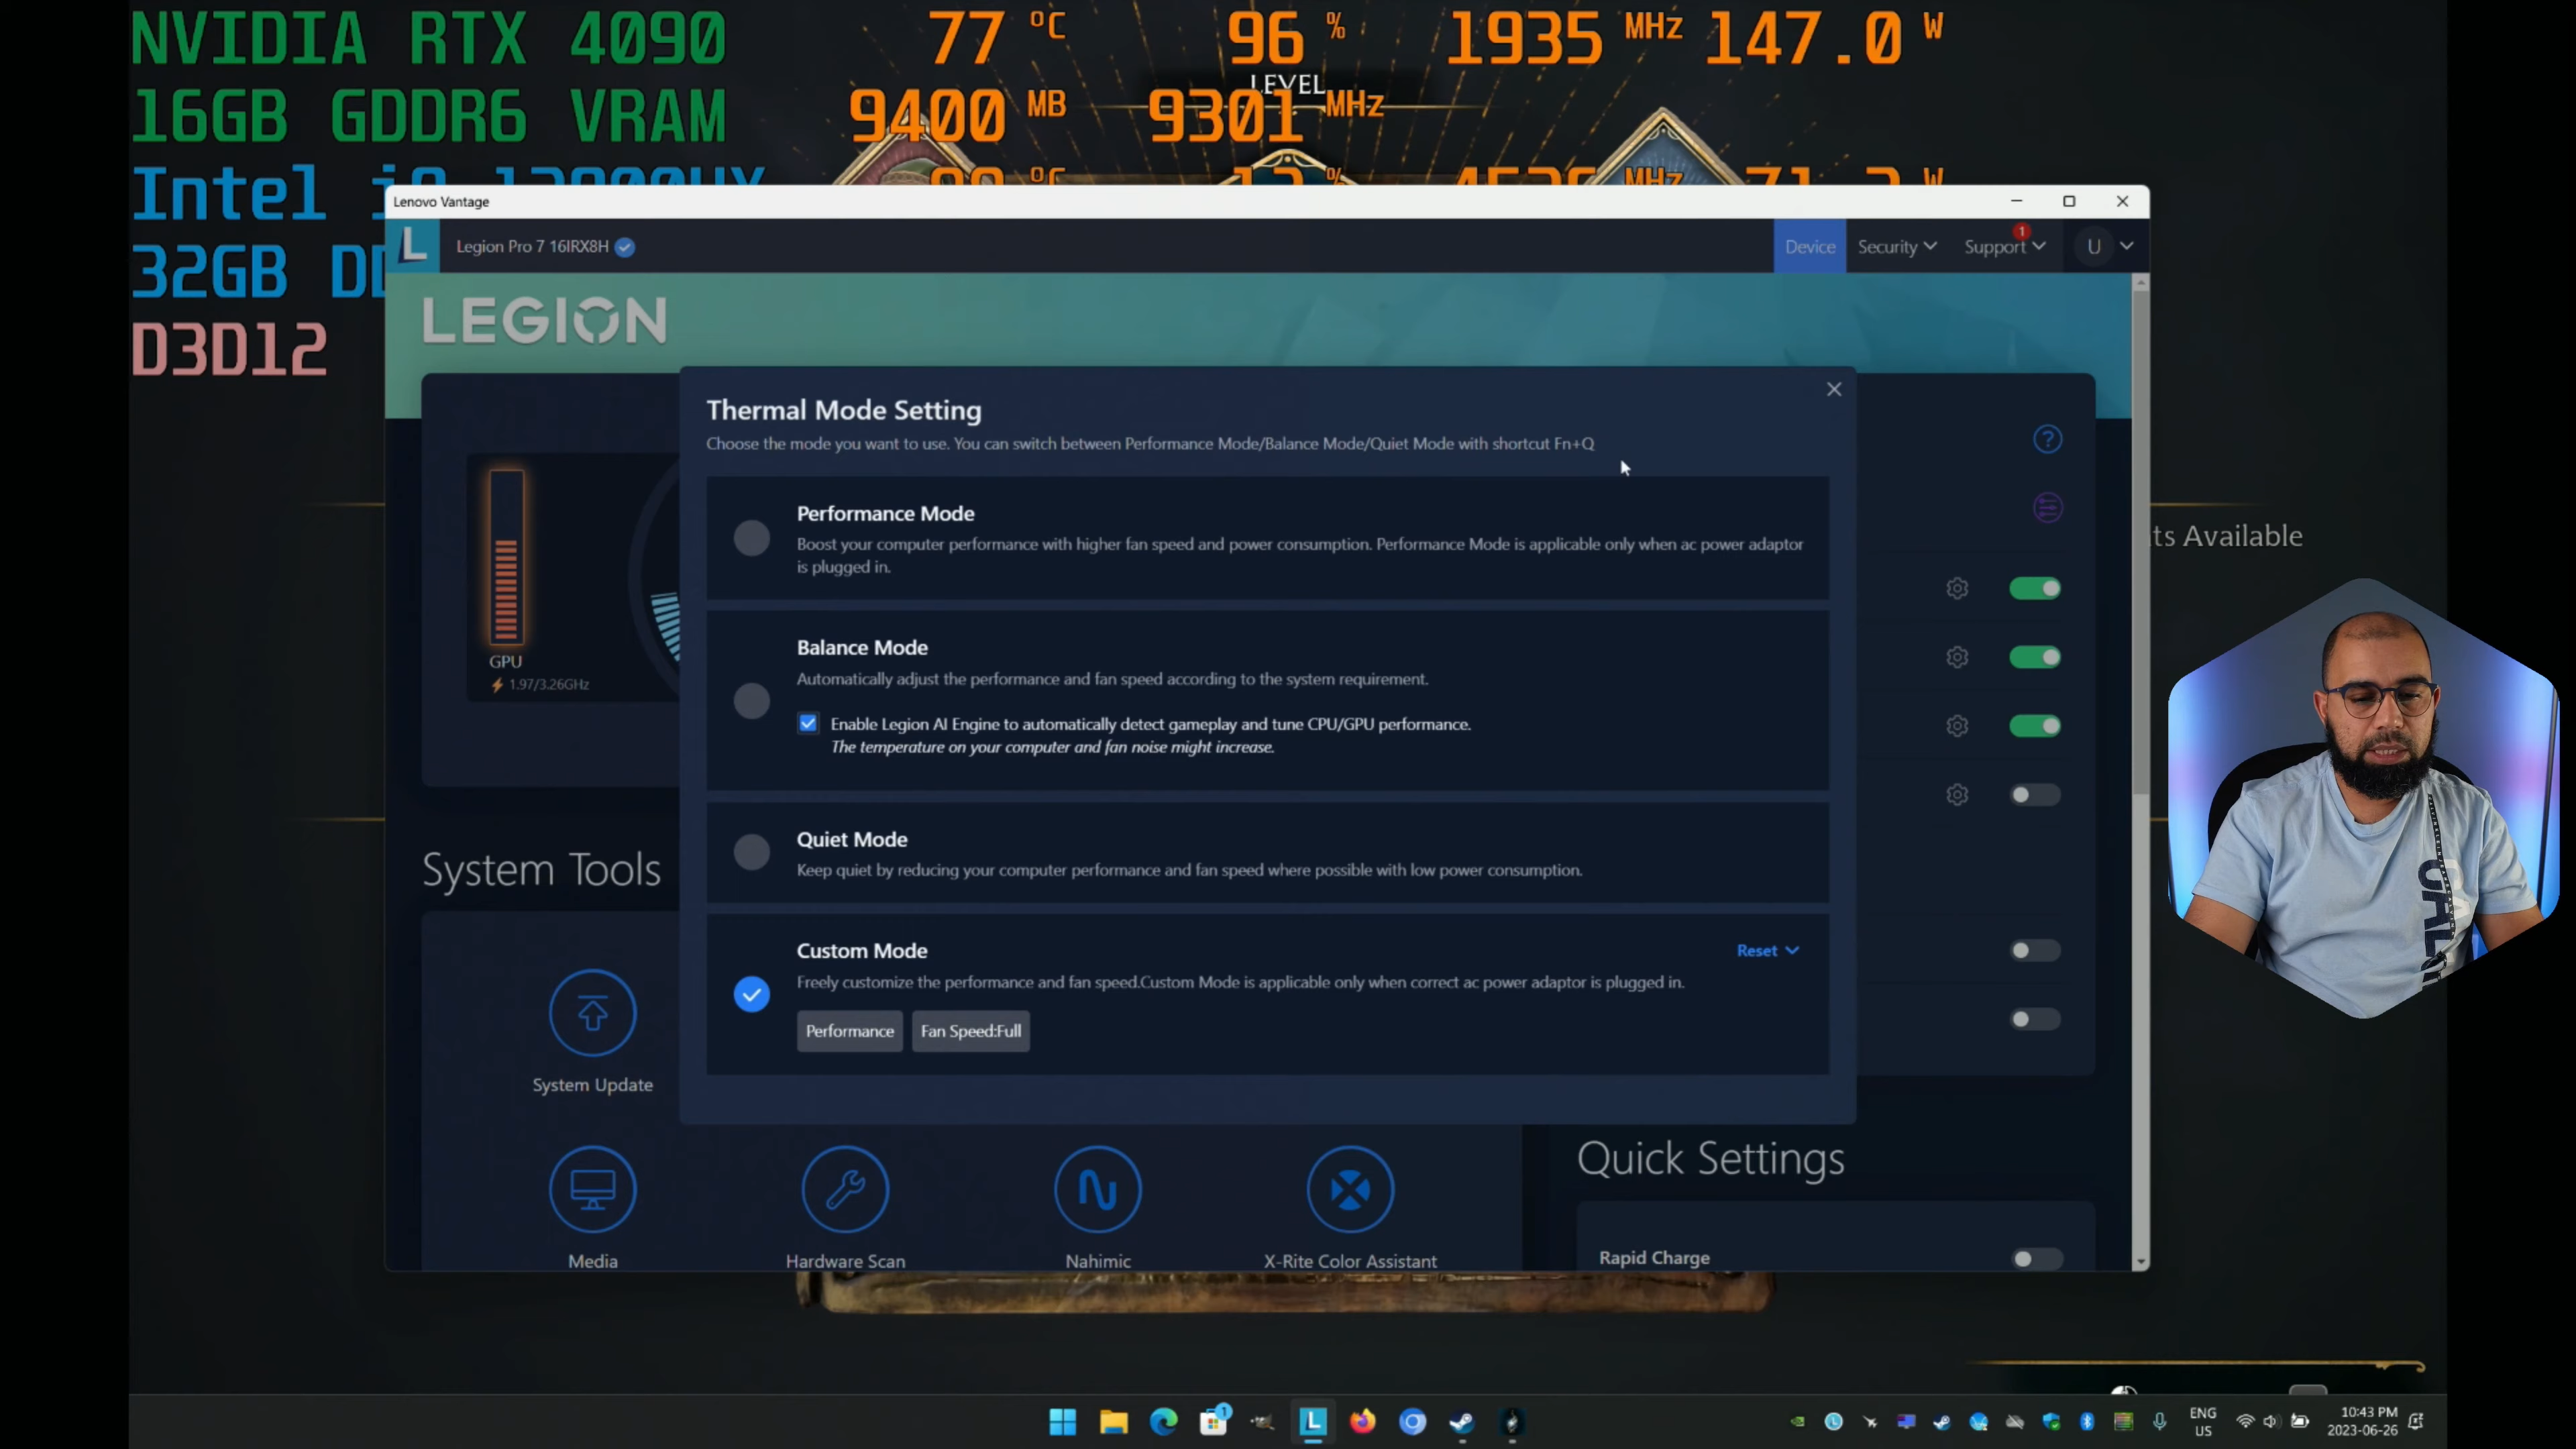 NVIDIA RTX 4090 77 °C 96 % 1935 MHz 147.0 W
LEVEL
16GB GDDR6 VRAM 9400 MB 9301 MHz
Intel °C % MHz W
32GB
D3D12
Lenovo Vantage
L Legion Pro 7 16IRX8H Device Security Support 1 U
LEGION
Thermal Mode Setting
Choose the mode you want to use. You can switch between Performance Mode/Balance Mode/Quiet Mode with shortcut Fn+Q
Performance Mode
Boost your computer performance with higher fan speed and power consumption. Performance Mode is applicable only when ac power adaptor
is plugged in.
ts Available
Balance Mode
Automatically adjust the performance and fan speed according to the system requirement.
Enable Legion AI Engine to automatically detect gameplay and tune CPU/GPU performance.
The temperature on your computer and fan noise might increase.
GPU
1.97/3.26GHz
Quiet Mode
Keep quiet by reducing your computer performance and fan speed where possible with low power consumption.
Custom Mode Reset
Freely customize the performance and fan speed.Custom Mode is applicable only when correct ac power adaptor is plugged in.
Performance Fan Speed:Full
System Tools
System Update
Media Hardware Scan Nahimic X-Rite Color Assistant
Quick Settings
Rapid Charge
1
L
ENG
US
10:43 PM
2023-06-26